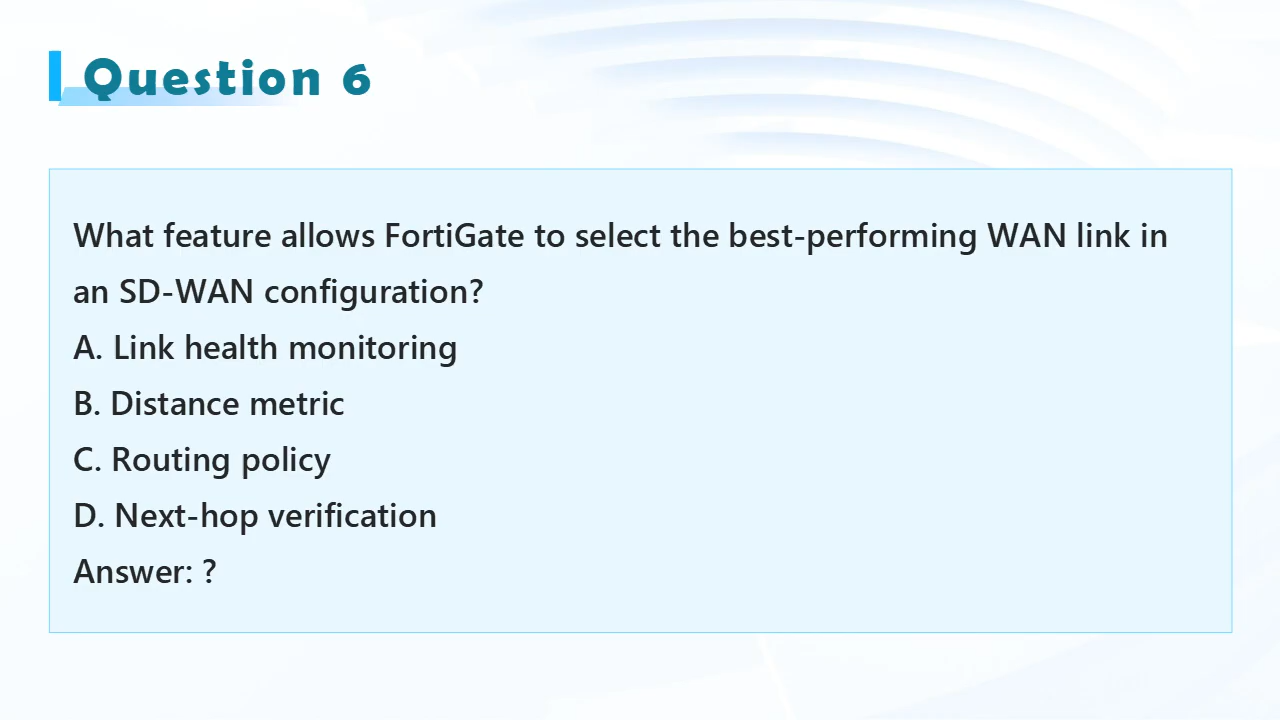 Question 6
What feature allows FortiGate to select the best-performing WAN link in
an SD-WAN configuration?
A. Link health monitoring
B. Distance metric
C. Routing policy
D. Next-hop verification
Answer: ?